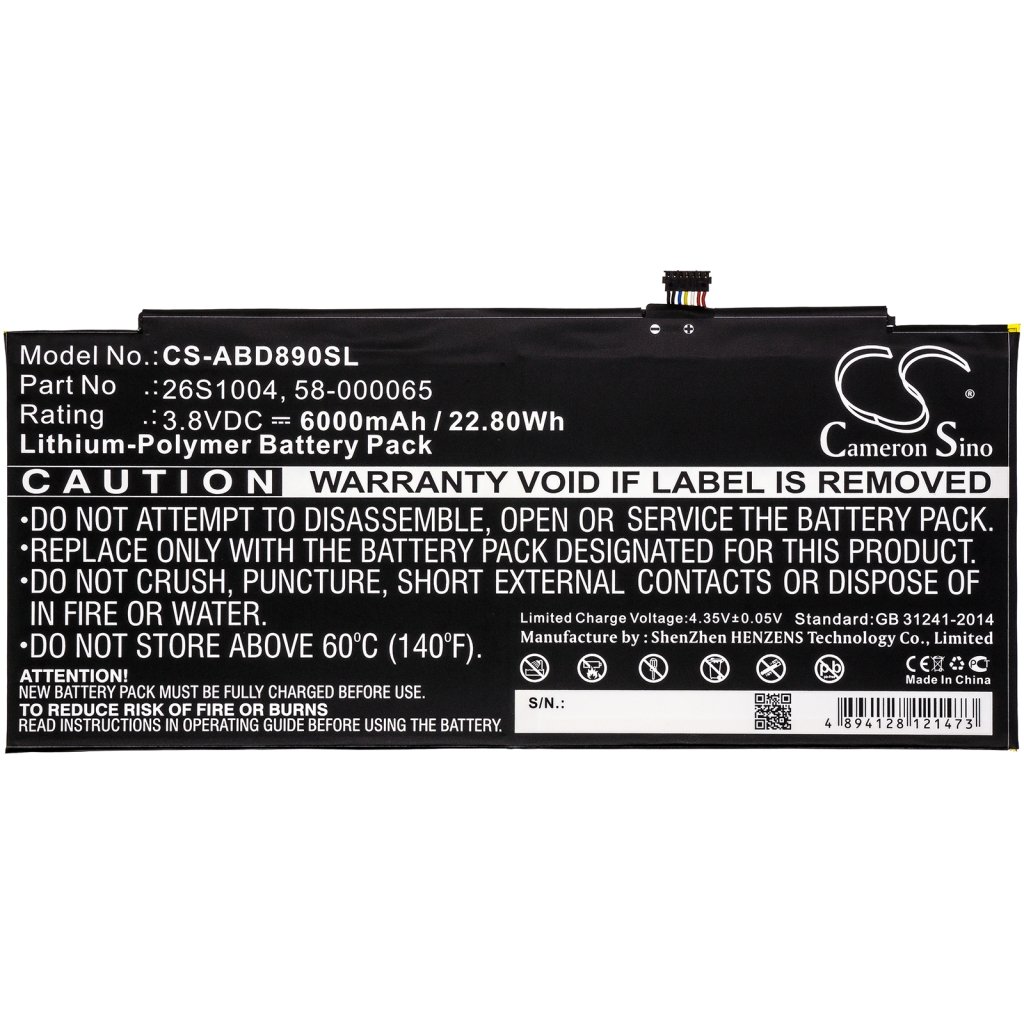 Model No.: CS-ABD890SL
Part No .: 26S1004, 58-000065
Rating .: 3.8VDC ⎓ 6000mAh / 22.80Wh
Lithium-Polymer Battery Pack
Cameron Sino ®
CAUTION WARRANTY VOID IF LABEL IS REMOVED
•DO NOT ATTEMPT TO DISASSEMBLE, OPEN OR SERVICE THE BATTERY PACK.
•REPLACE ONLY WITH THE BATTERY PACK DESIGNATED FOR THIS PRODUCT.
•DO NOT CRUSH, PUNCTURE, SHORT EXTERNAL CONTACTS OR DISPOSE OF
IN FIRE OR WATER.
•DO NOT STORE ABOVE 60ºC (140ºF).
Limited Charge Voltage:4.35V±0.05V Standard:GB 31241-2014
Manufacture by : ShenZhen HENZENS Technology Co., Limited
ATTENTION!
NEW BATTERY PACK MUST BE FULLY CHARGED BEFORE USE.
TO REDUCE RISK OF FIRE OR BURNS
READ INSTRUCTIONS IN OPERATING GUIDE BEFORE USING THE BATTERY.
Pb
CE PCT
Made In China
S/N.:
4 894128 121473